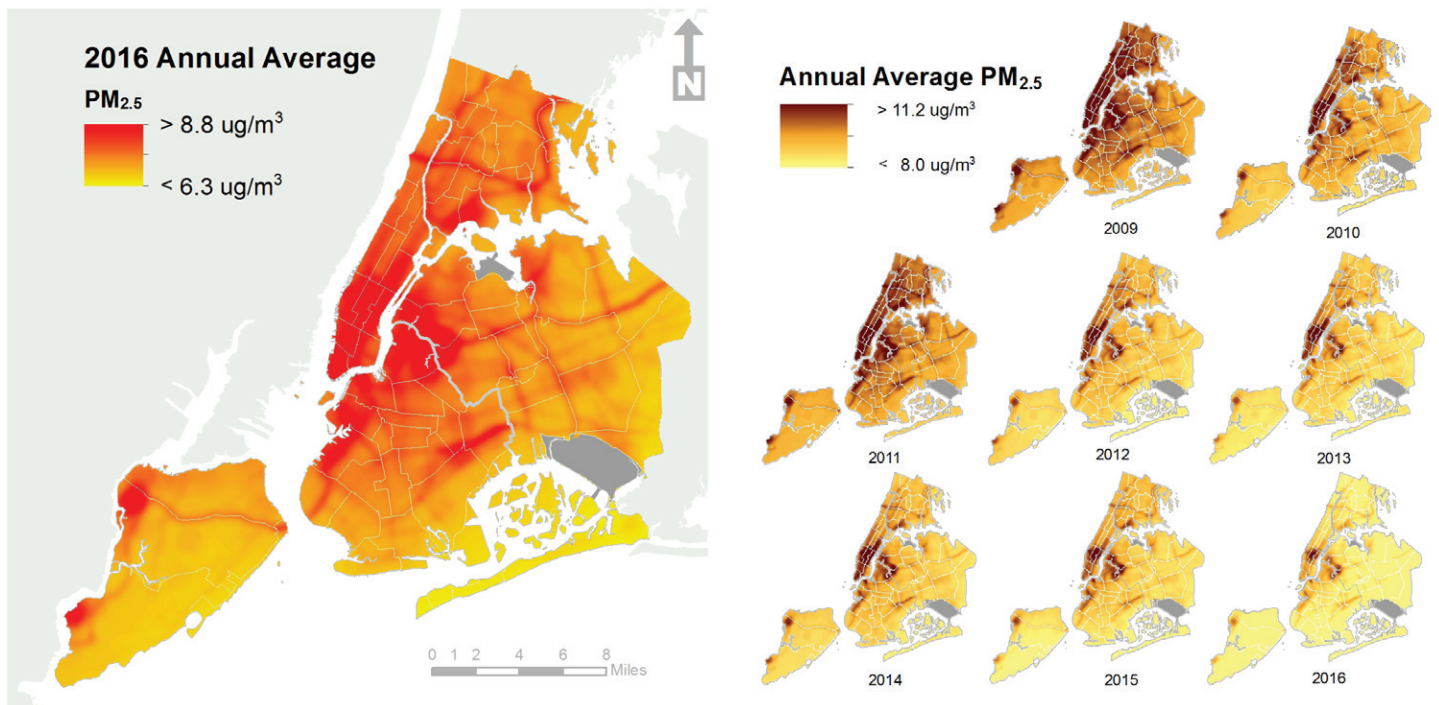 2016 Annual Average
PM2.5
> 8.8 ug/m³
< 6.3 ug/m³
N
0 1 2 4 6 8
Miles
Annual Average PM2.5
> 11.2 ug/m³
< 8.0 ug/m³
2009
2010
2011
2012
2013
2014
2015
2016